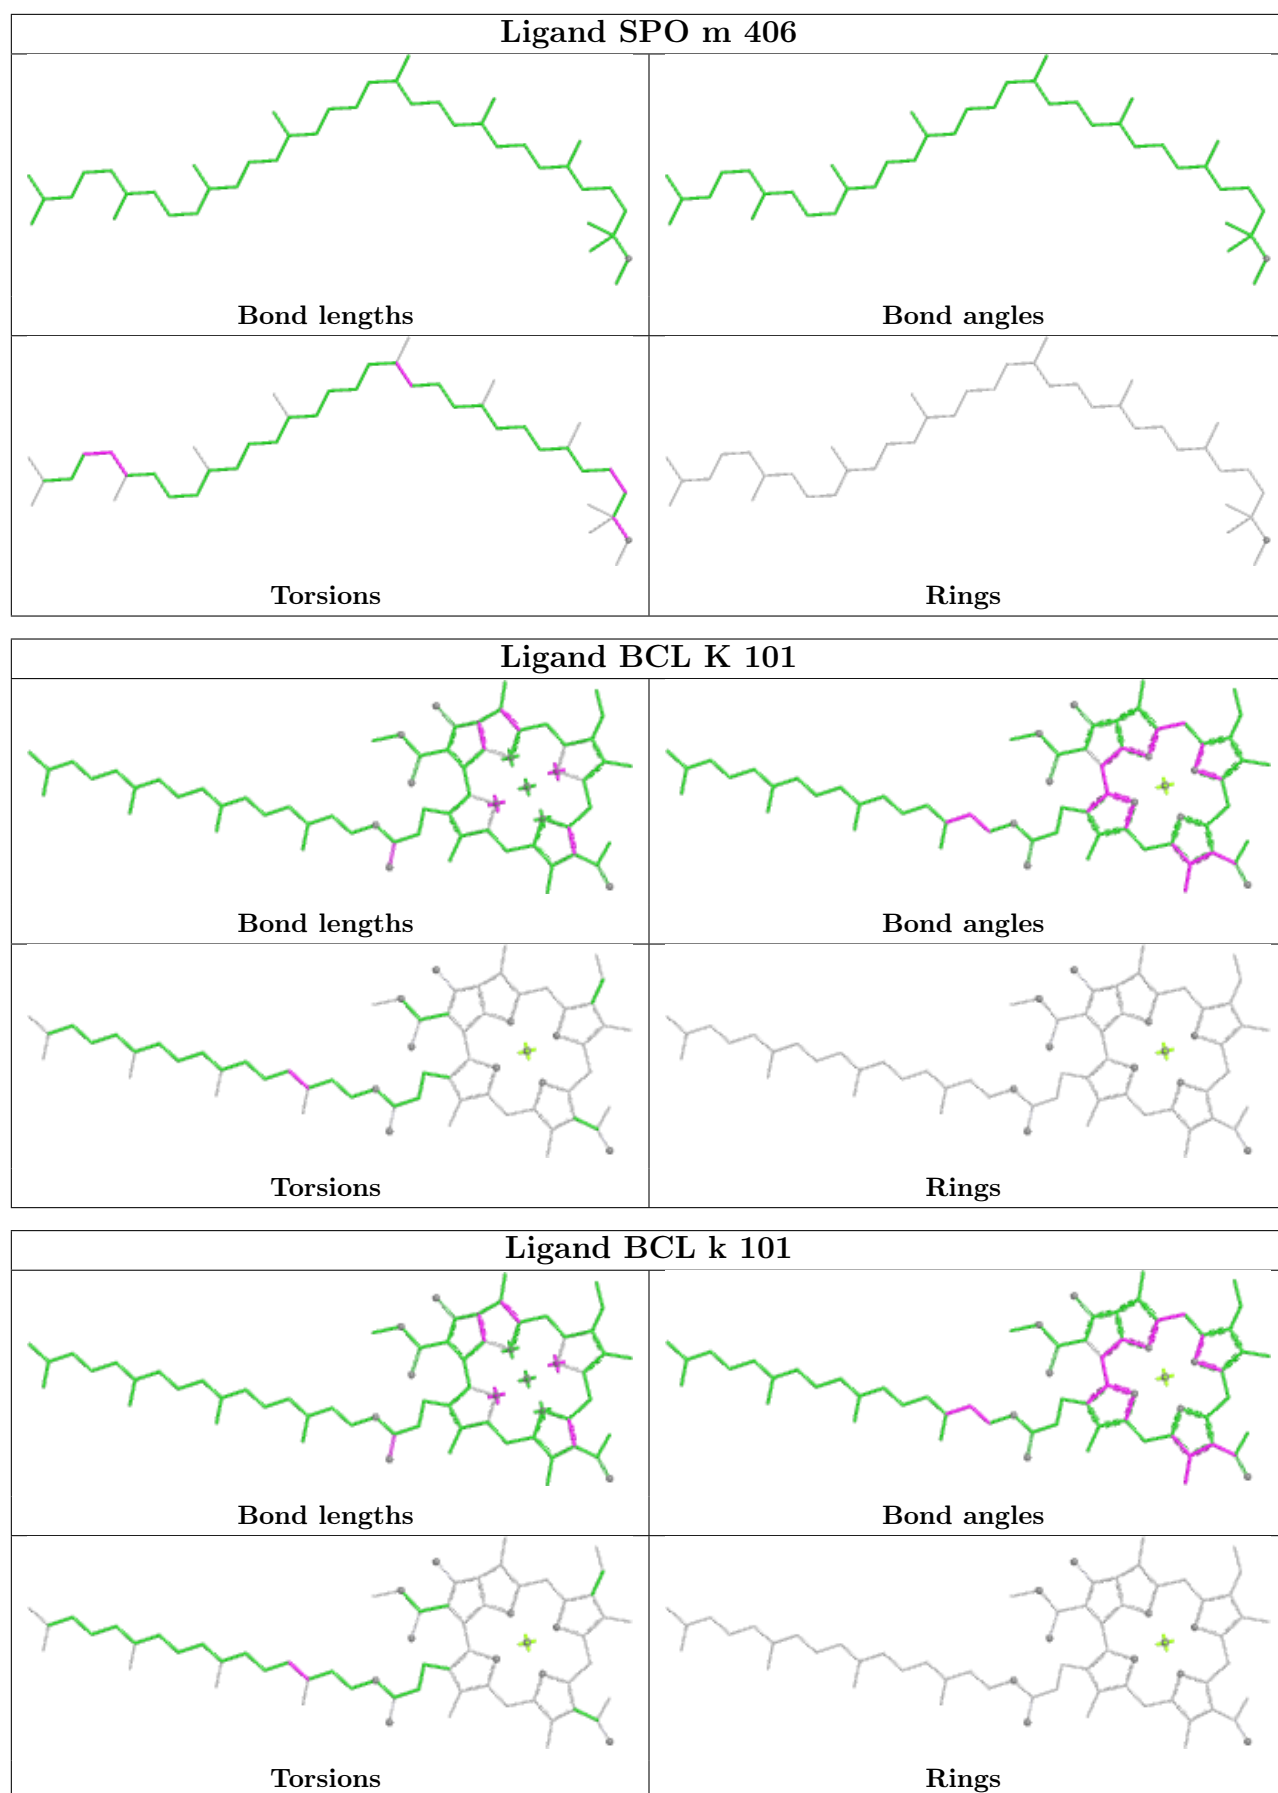 Ligand SPO m 406
Bond lengths
Bond angles
Torsions
Rings
Ligand BCL K 101
Bond lengths
Bond angles
Torsions
Rings
Ligand BCL k 101
Bond lengths
Bond angles
Torsions
Rings